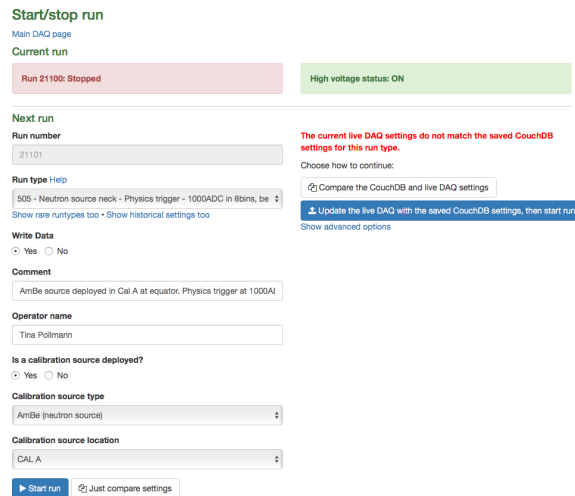 Start/stop run
Main DAQ page
Current run
Run 21100: Stopped
High voltage status: ON
Next run
Run number
21101
Run type Help
505 - Neutron source neck - Physics trigger - 1000ADC in 8bins, be
Show rare runtypes too • Show historical settings too
Write Data
Yes No
Comment
AmBe source deployed in Cal A at equator. Physics trigger at 1000AI
Operator name
Tina Pollmann
Is a calibration source deployed?
Yes No
Calibration source type
AmBe (neutron source)
Calibration source location
CAL A
Start run Just compare settings
The current live DAQ settings do not match the saved CouchDB
settings for this run type.
Choose how to continue:
Compare the CouchDB and live DAQ settings
Update the live DAQ with the saved CouchDB settings, then start run
Show advanced options